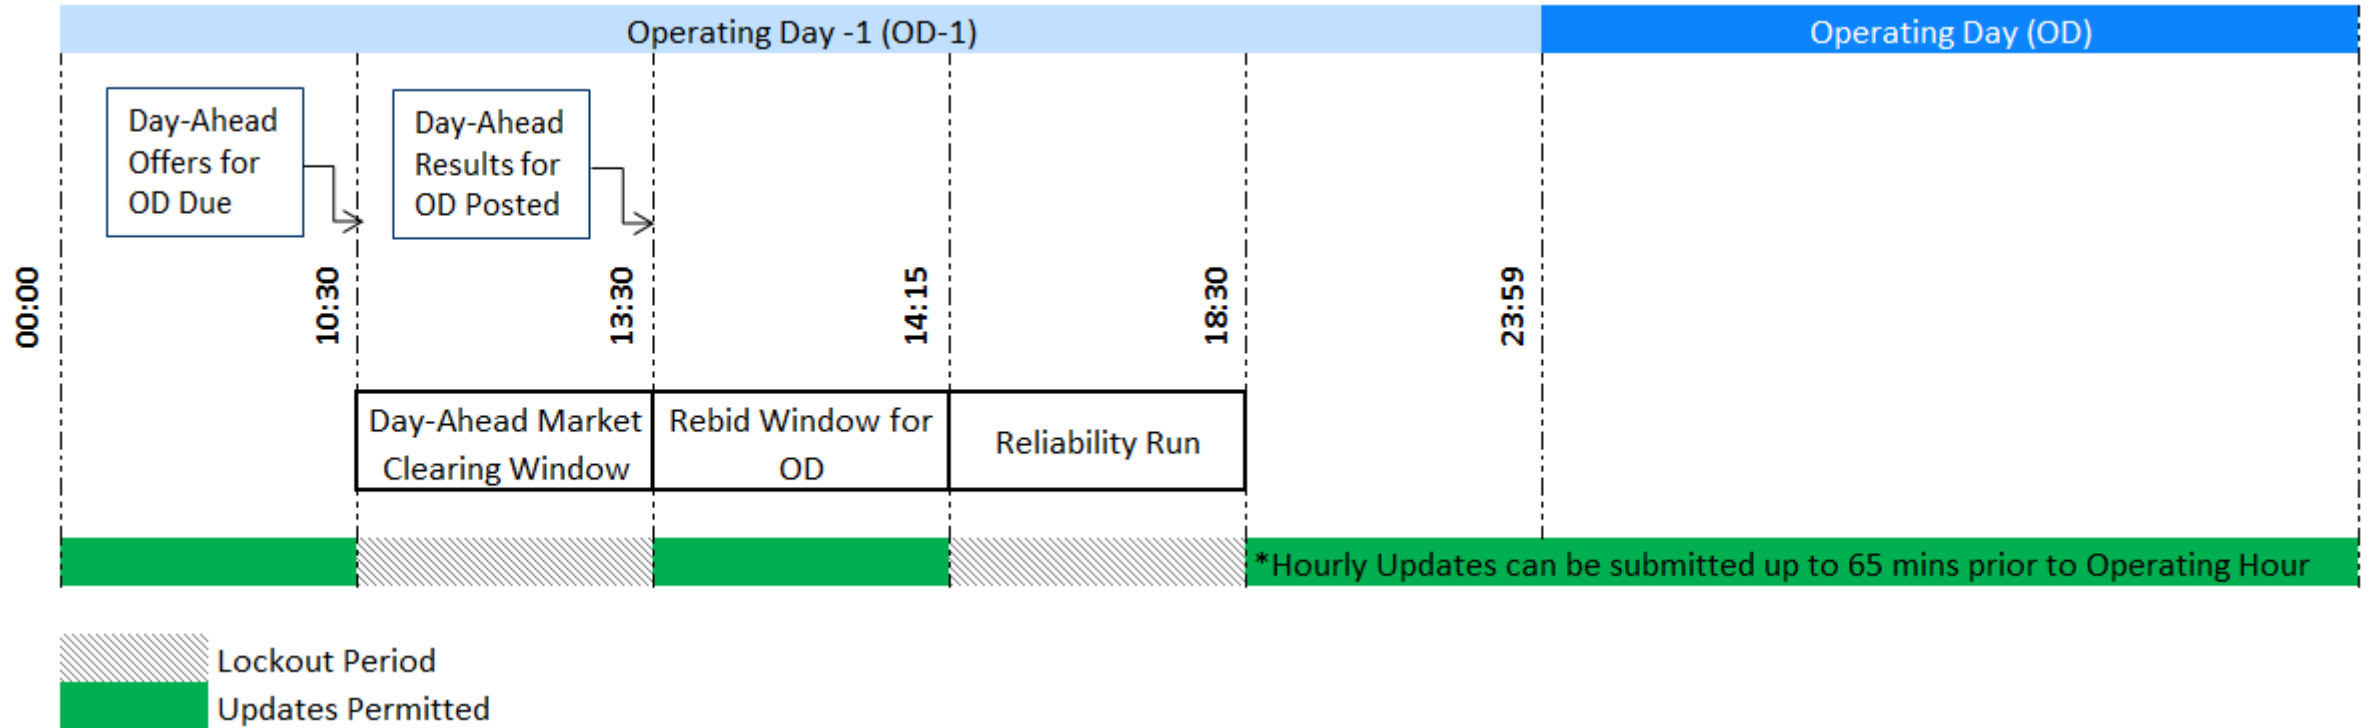 Operating Day -1 (OD-1)
Operating Day (OD)
Day-Ahead
Offers for
OD Due
Day-Ahead
Results for
OD Posted
00:00
10:30
13:30
14:15
18:30
23:59
Day-Ahead Market
Clearing Window
Rebid Window for
OD
Reliability Run
*Hourly Updates can be submitted up to 65 mins prior to Operating Hour
Lockout Period
Updates Permitted